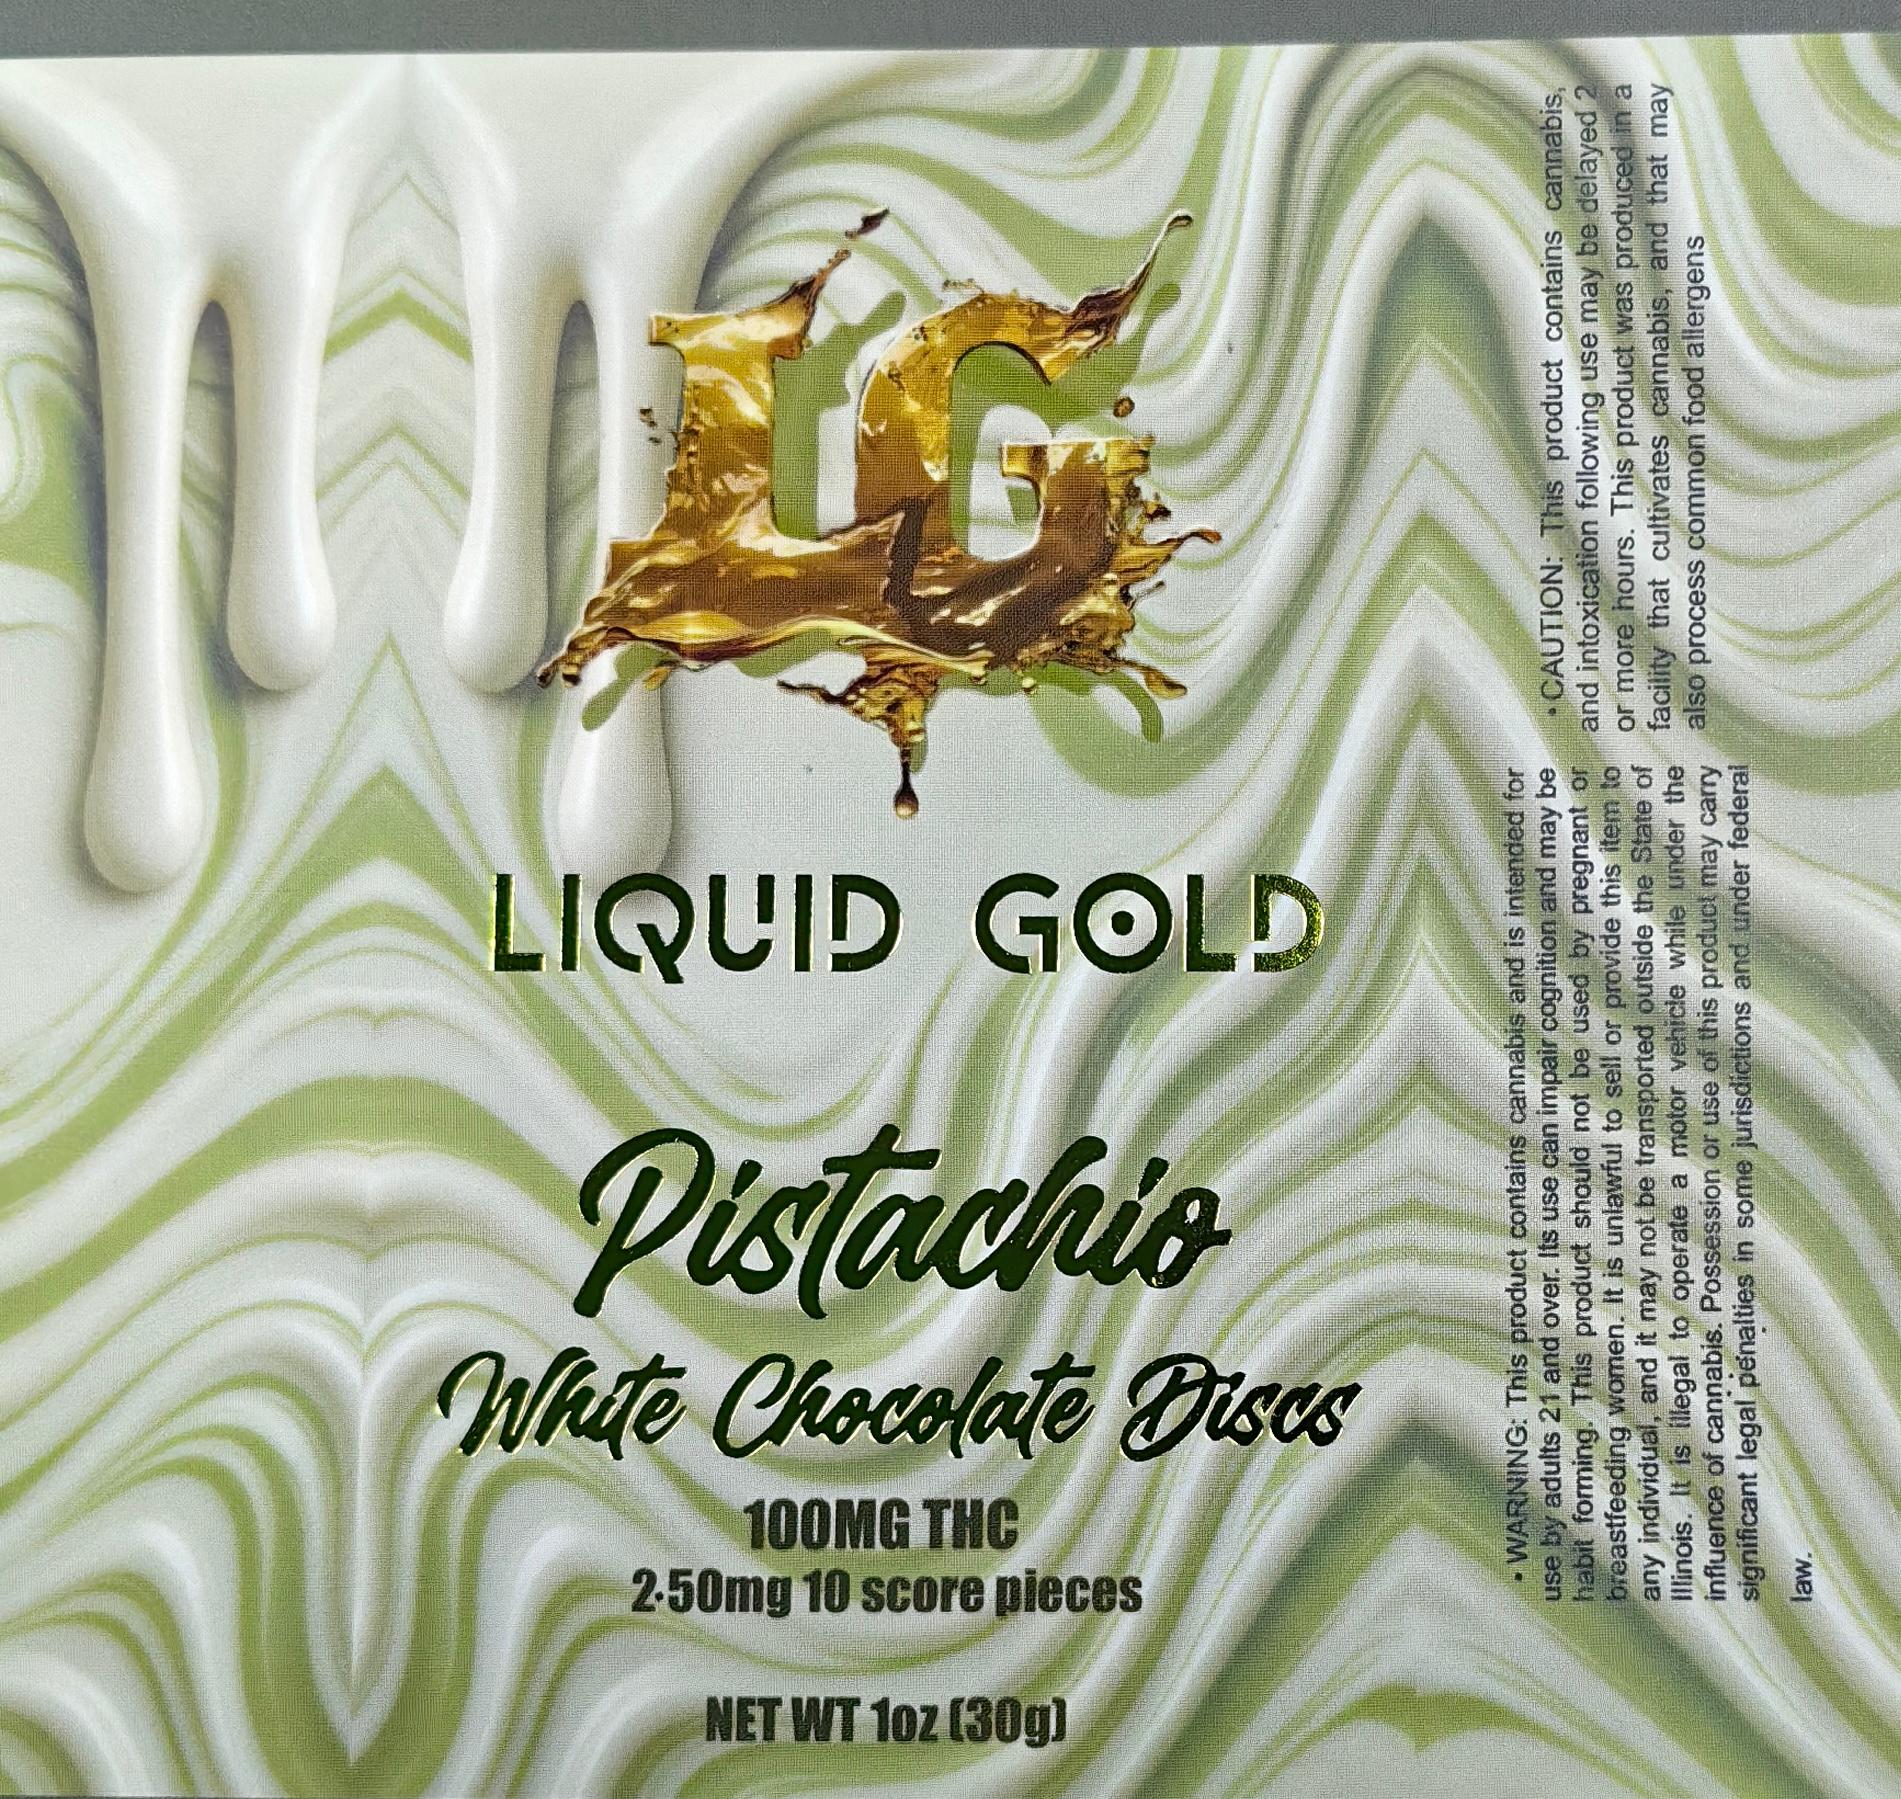 LG
LIQUID GOLD
Pistachio
White Chocolate Discs
100MG THC
2·50mg 10 score pieces
NET WT 1oz (30g)
• WARNING: This product contains cannabis and is intended for
use by adults 21 and over. Its use can impair cognition and may be
habit forming. This product should not be used by pregnant or
breastfeeding women. It is unlawful to sell or provide this item to
any individual, and it may not be transported outside the State of
Illinois. It is illegal to operate a motor vehicle while under the
influence of cannabis. Possession or use of this product may carry
significant legal penalties in some jurisdictions and under federal
law.
• CAUTION: This product contains cannabis,
and intoxication following use may be delayed 2
or more hours. This product was produced in a
facility that cultivates cannabis, and that may
also process common food allergens